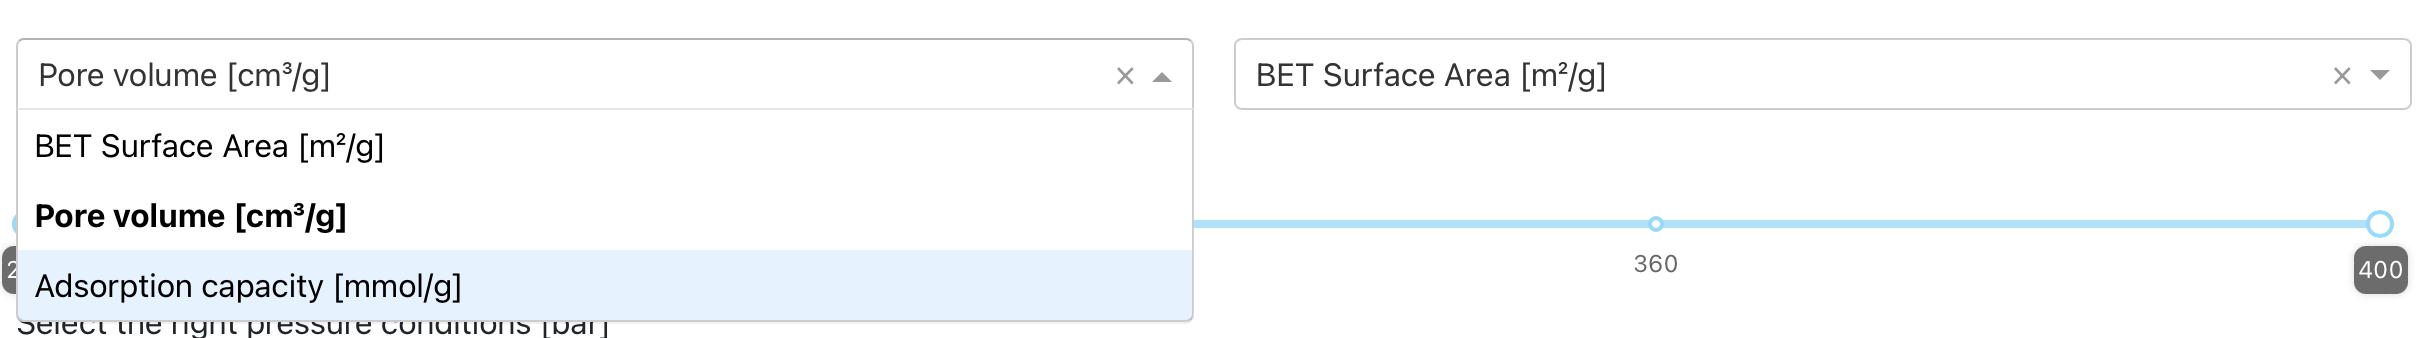 Pore volume [cm³/g]
BET Surface Area [m²/g]
BET Surface Area [m²/g]
Pore volume [cm³/g]
Adsorption capacity [mmol/g]
360
400
Select the right pressure conditions [bar]